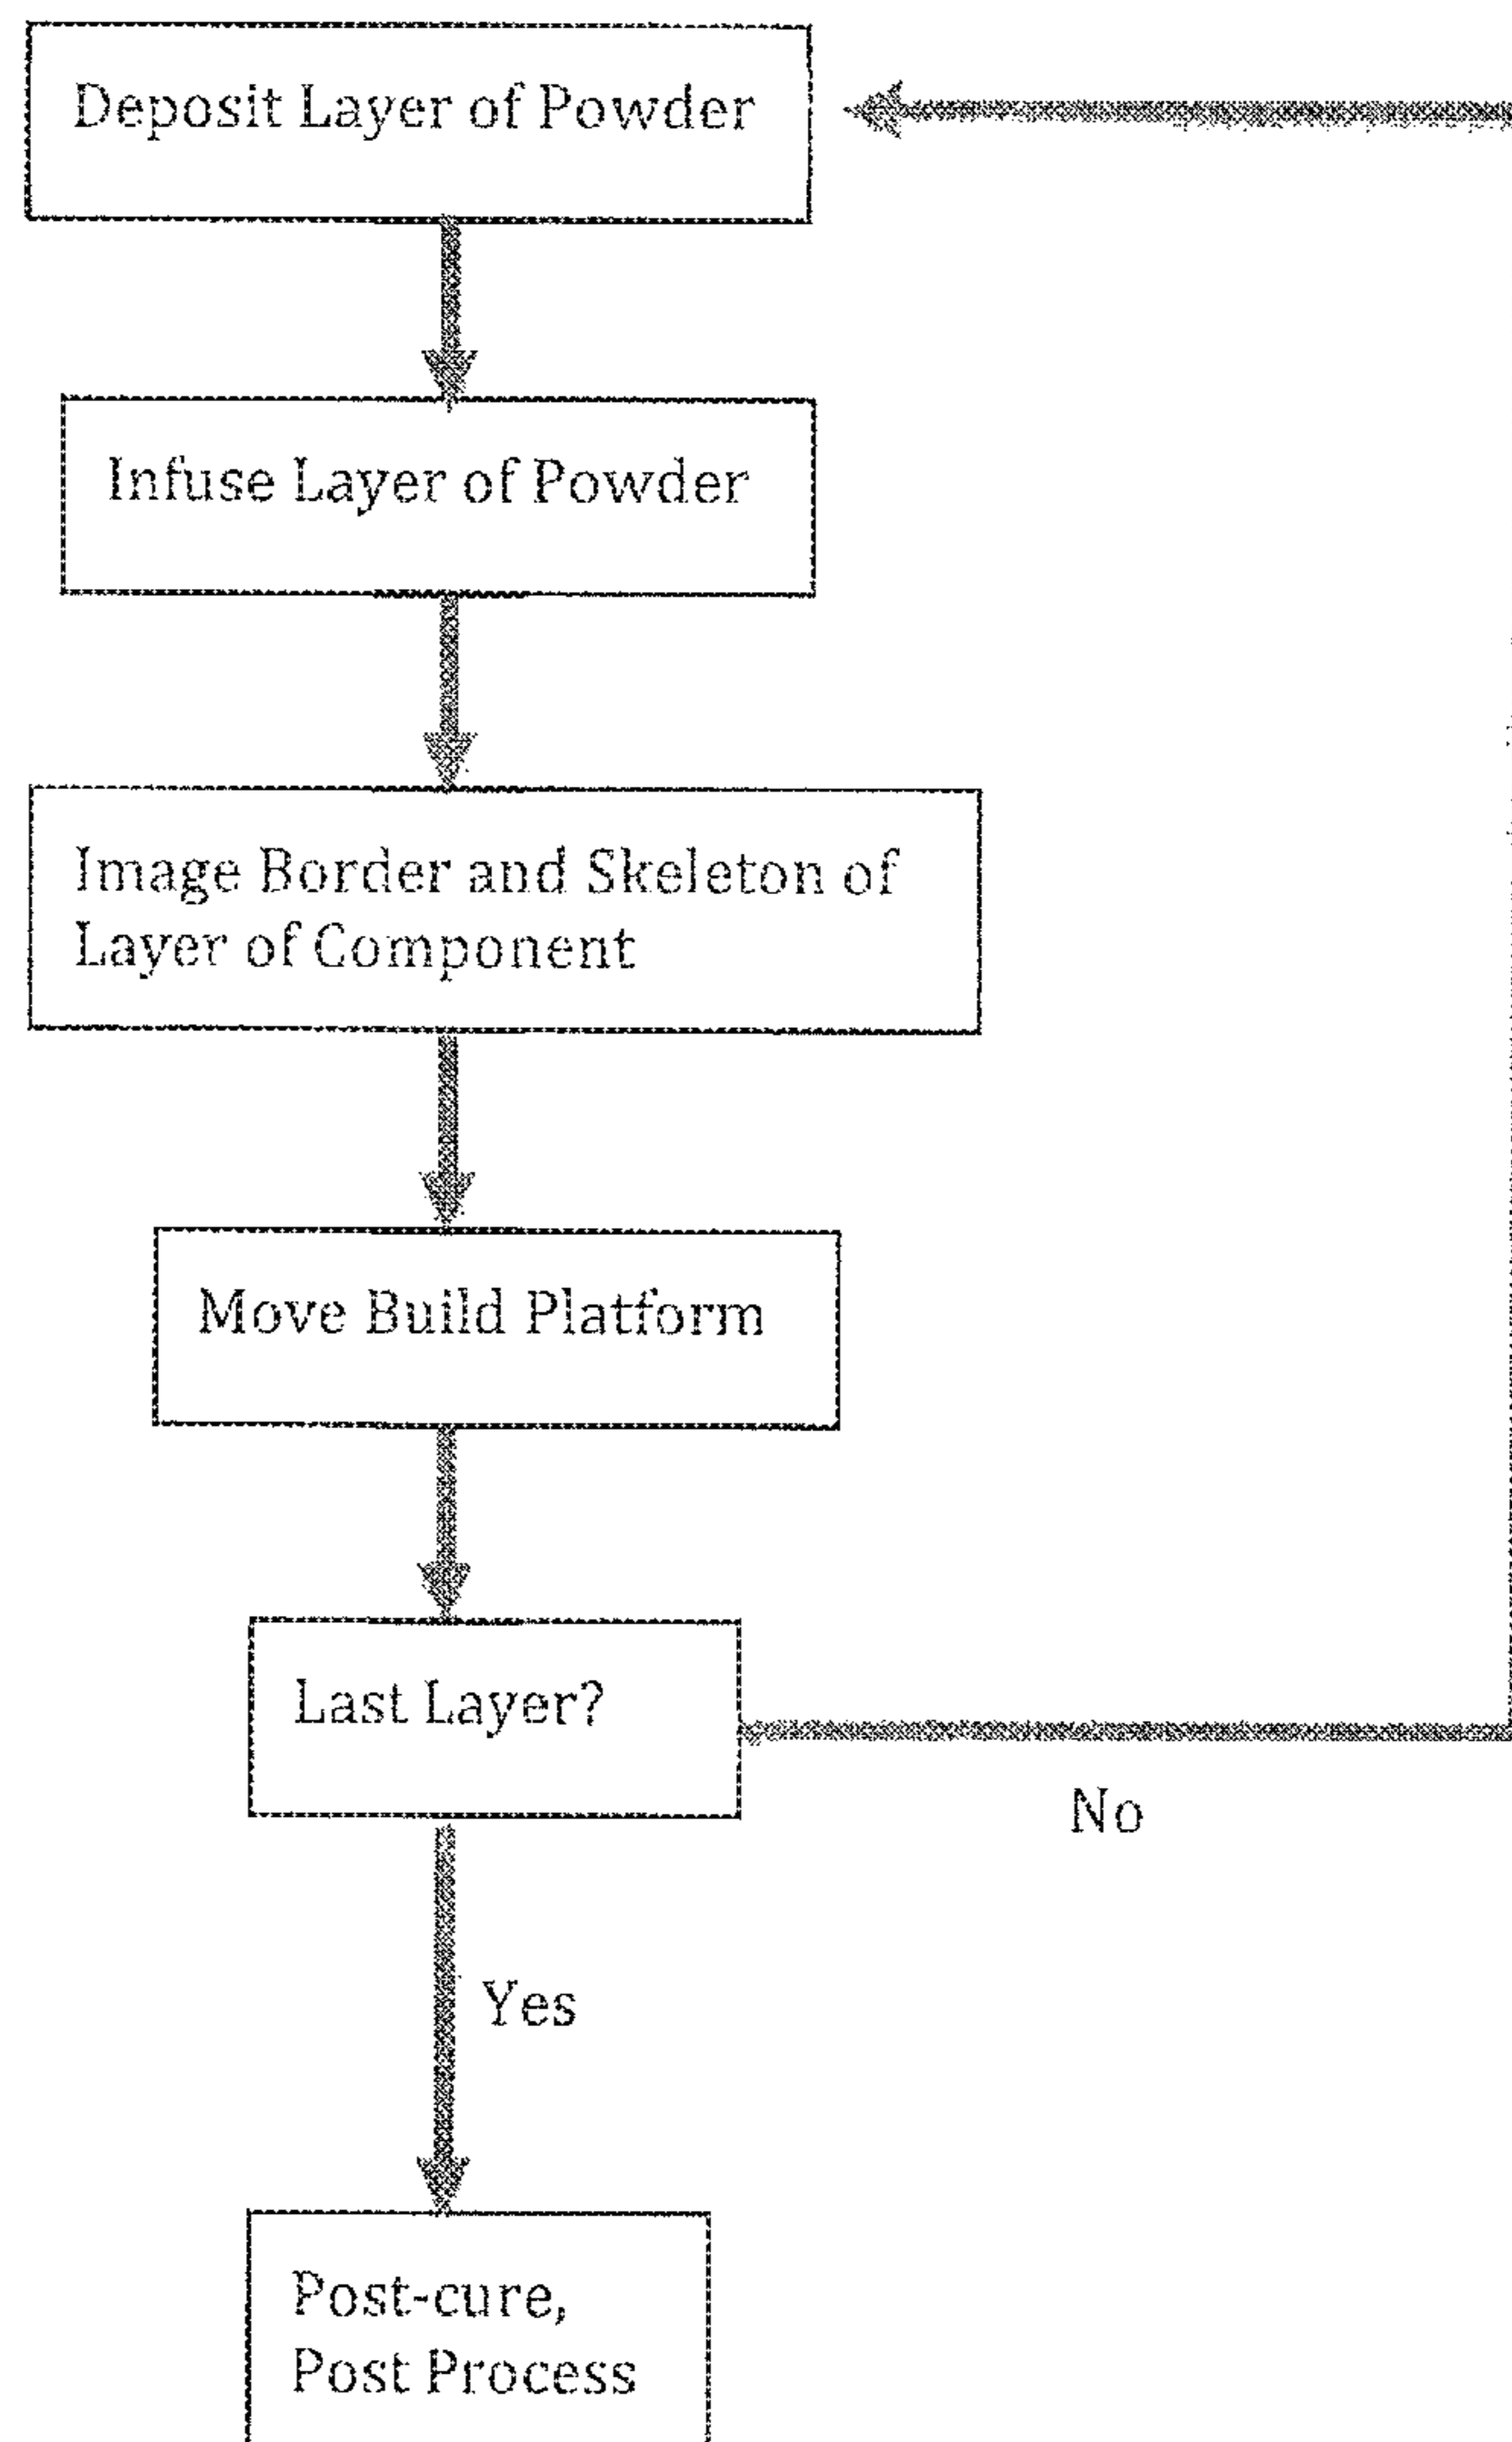 Deposit Layer of Powder
Infuse Layer of Powder
Image Border and Skeleton of
Layer of Component
Move Build Platform
Last Layer?
No
Yes
Post-cure,
Post Process